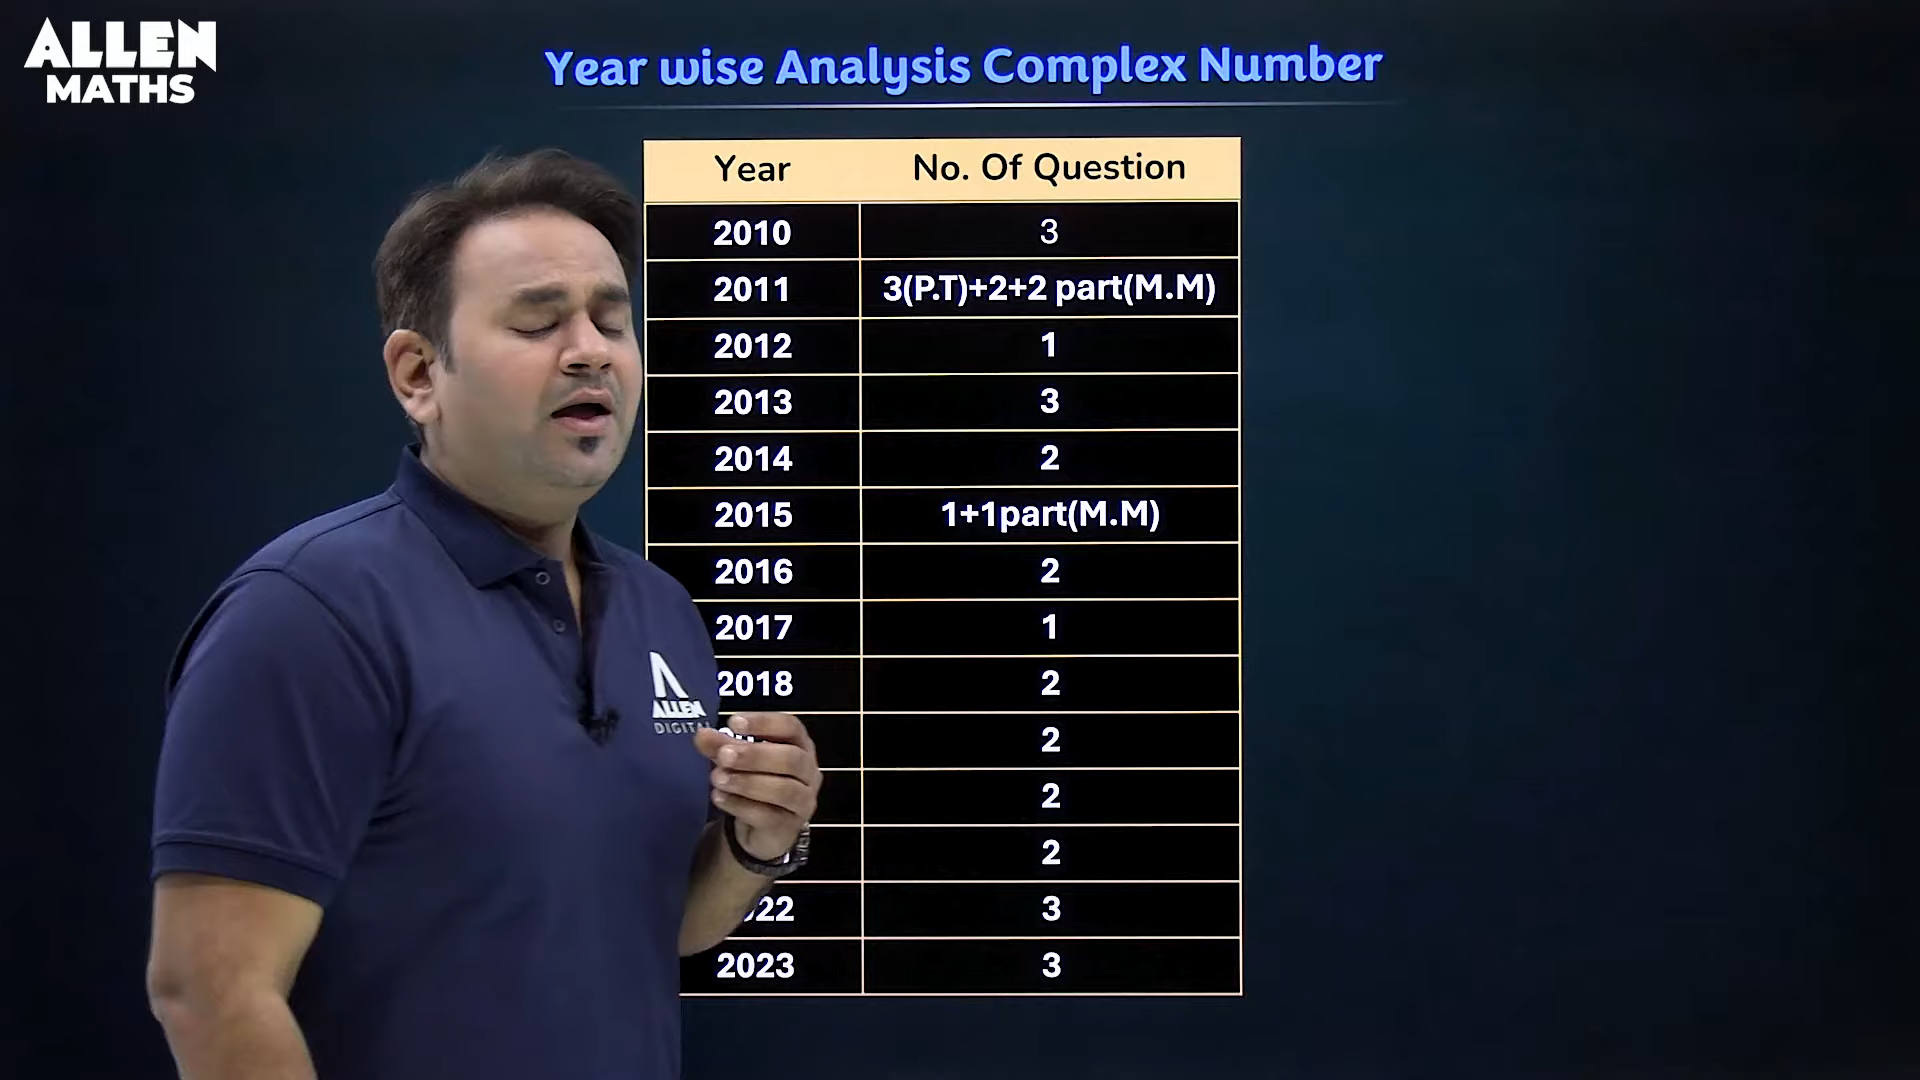 ALLEN
MATHS
Year wise Analysis Complex Number
Year No. Of Question
2010 3
2011 3(P.T)+2+2 part(M.M)
2012 1
2013 3
2014 2
2015 1+1part(M.M)
2016 2
2017 1
2018 2
2
2
2
22 3
2023 3
ALLEN
DIGITAL